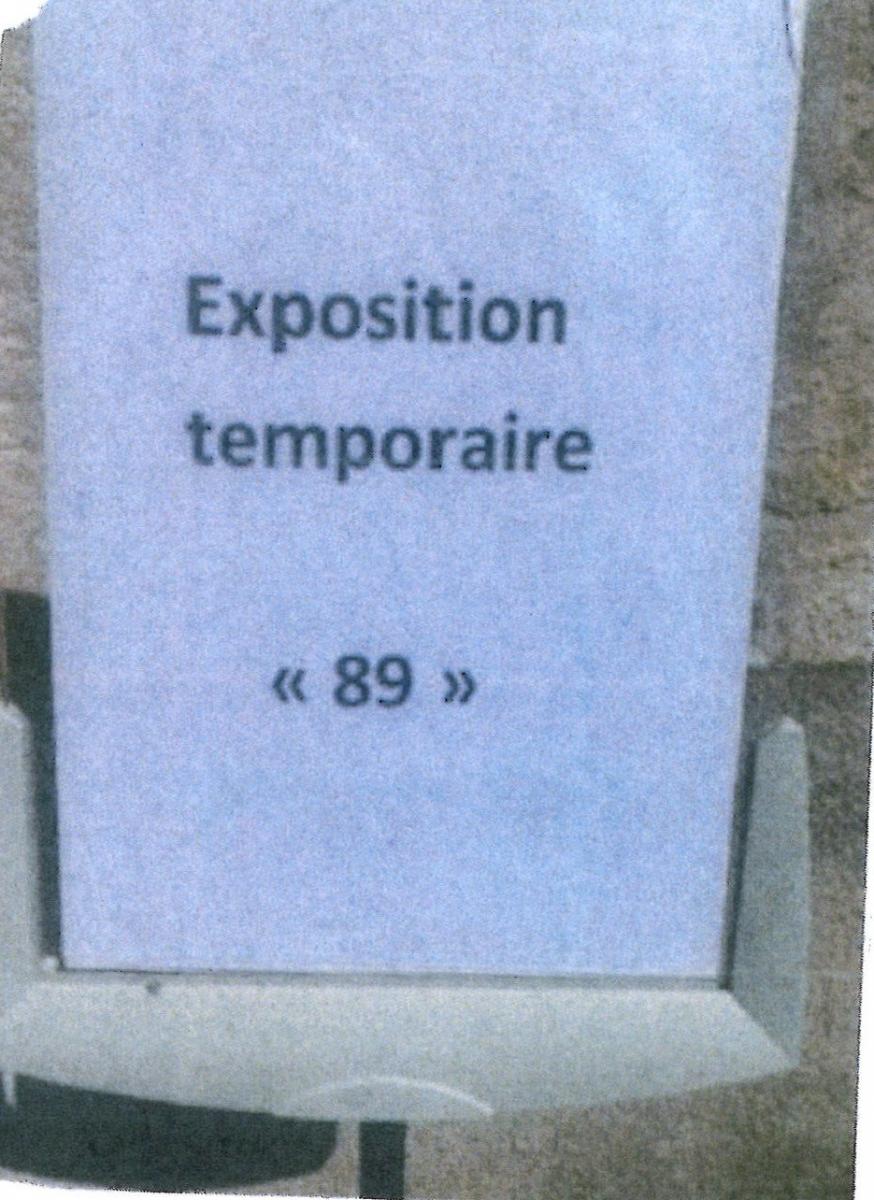 Exposition
temporaire
« 89 »